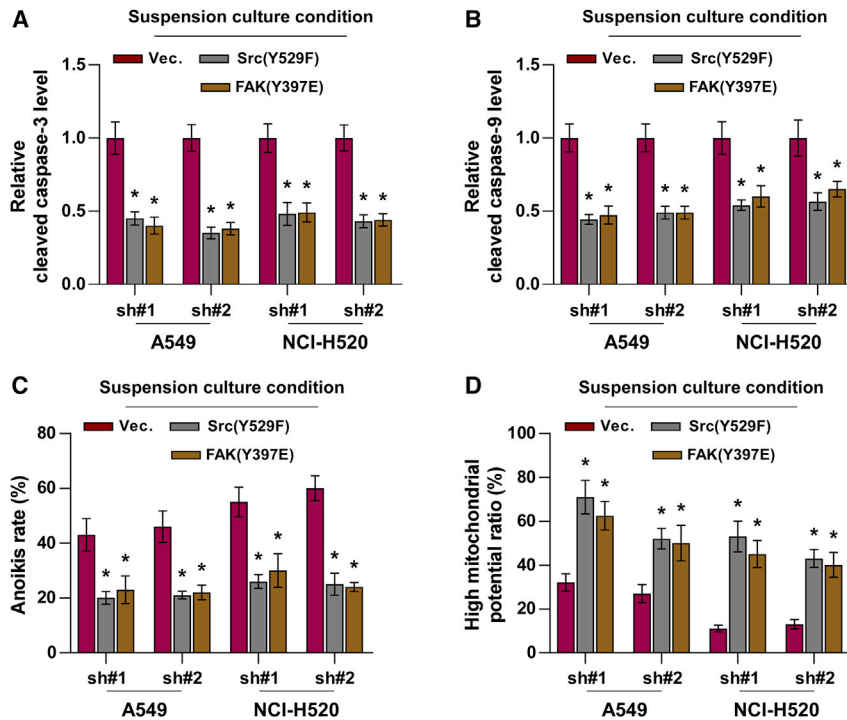 A
Suspension culture condition
Vec.
Src(Y529F)
FAK(Y397E)
Relative
cleaved caspase-3 level
1.5
1.0
0.5
0.0
* * * * * * * *
sh#1 sh#2 sh#1 sh#2
A549 NCI-H520
B
Suspension culture condition
Vec.
Src(Y529F)
FAK(Y397E)
Relative
cleaved caspase-9 level
1.5
1.0
0.5
0.0
* * * * * * * *
sh#1 sh#2 sh#1 sh#2
A549 NCI-H520
C
Suspension culture condition
Vec.
Src(Y529F)
FAK(Y397E)
Anoikis rate (%)
80
60
40
20
0
* * * * * * * *
sh#1 sh#2 sh#1 sh#2
A549 NCI-H520
D
Suspension culture condition
Vec.
Src(Y529F)
FAK(Y397E)
High mitochondrial
potential ratio (%)
100
80
60
40
20
0
* * * * * * * *
sh#1 sh#2 sh#1 sh#2
A549 NCI-H520